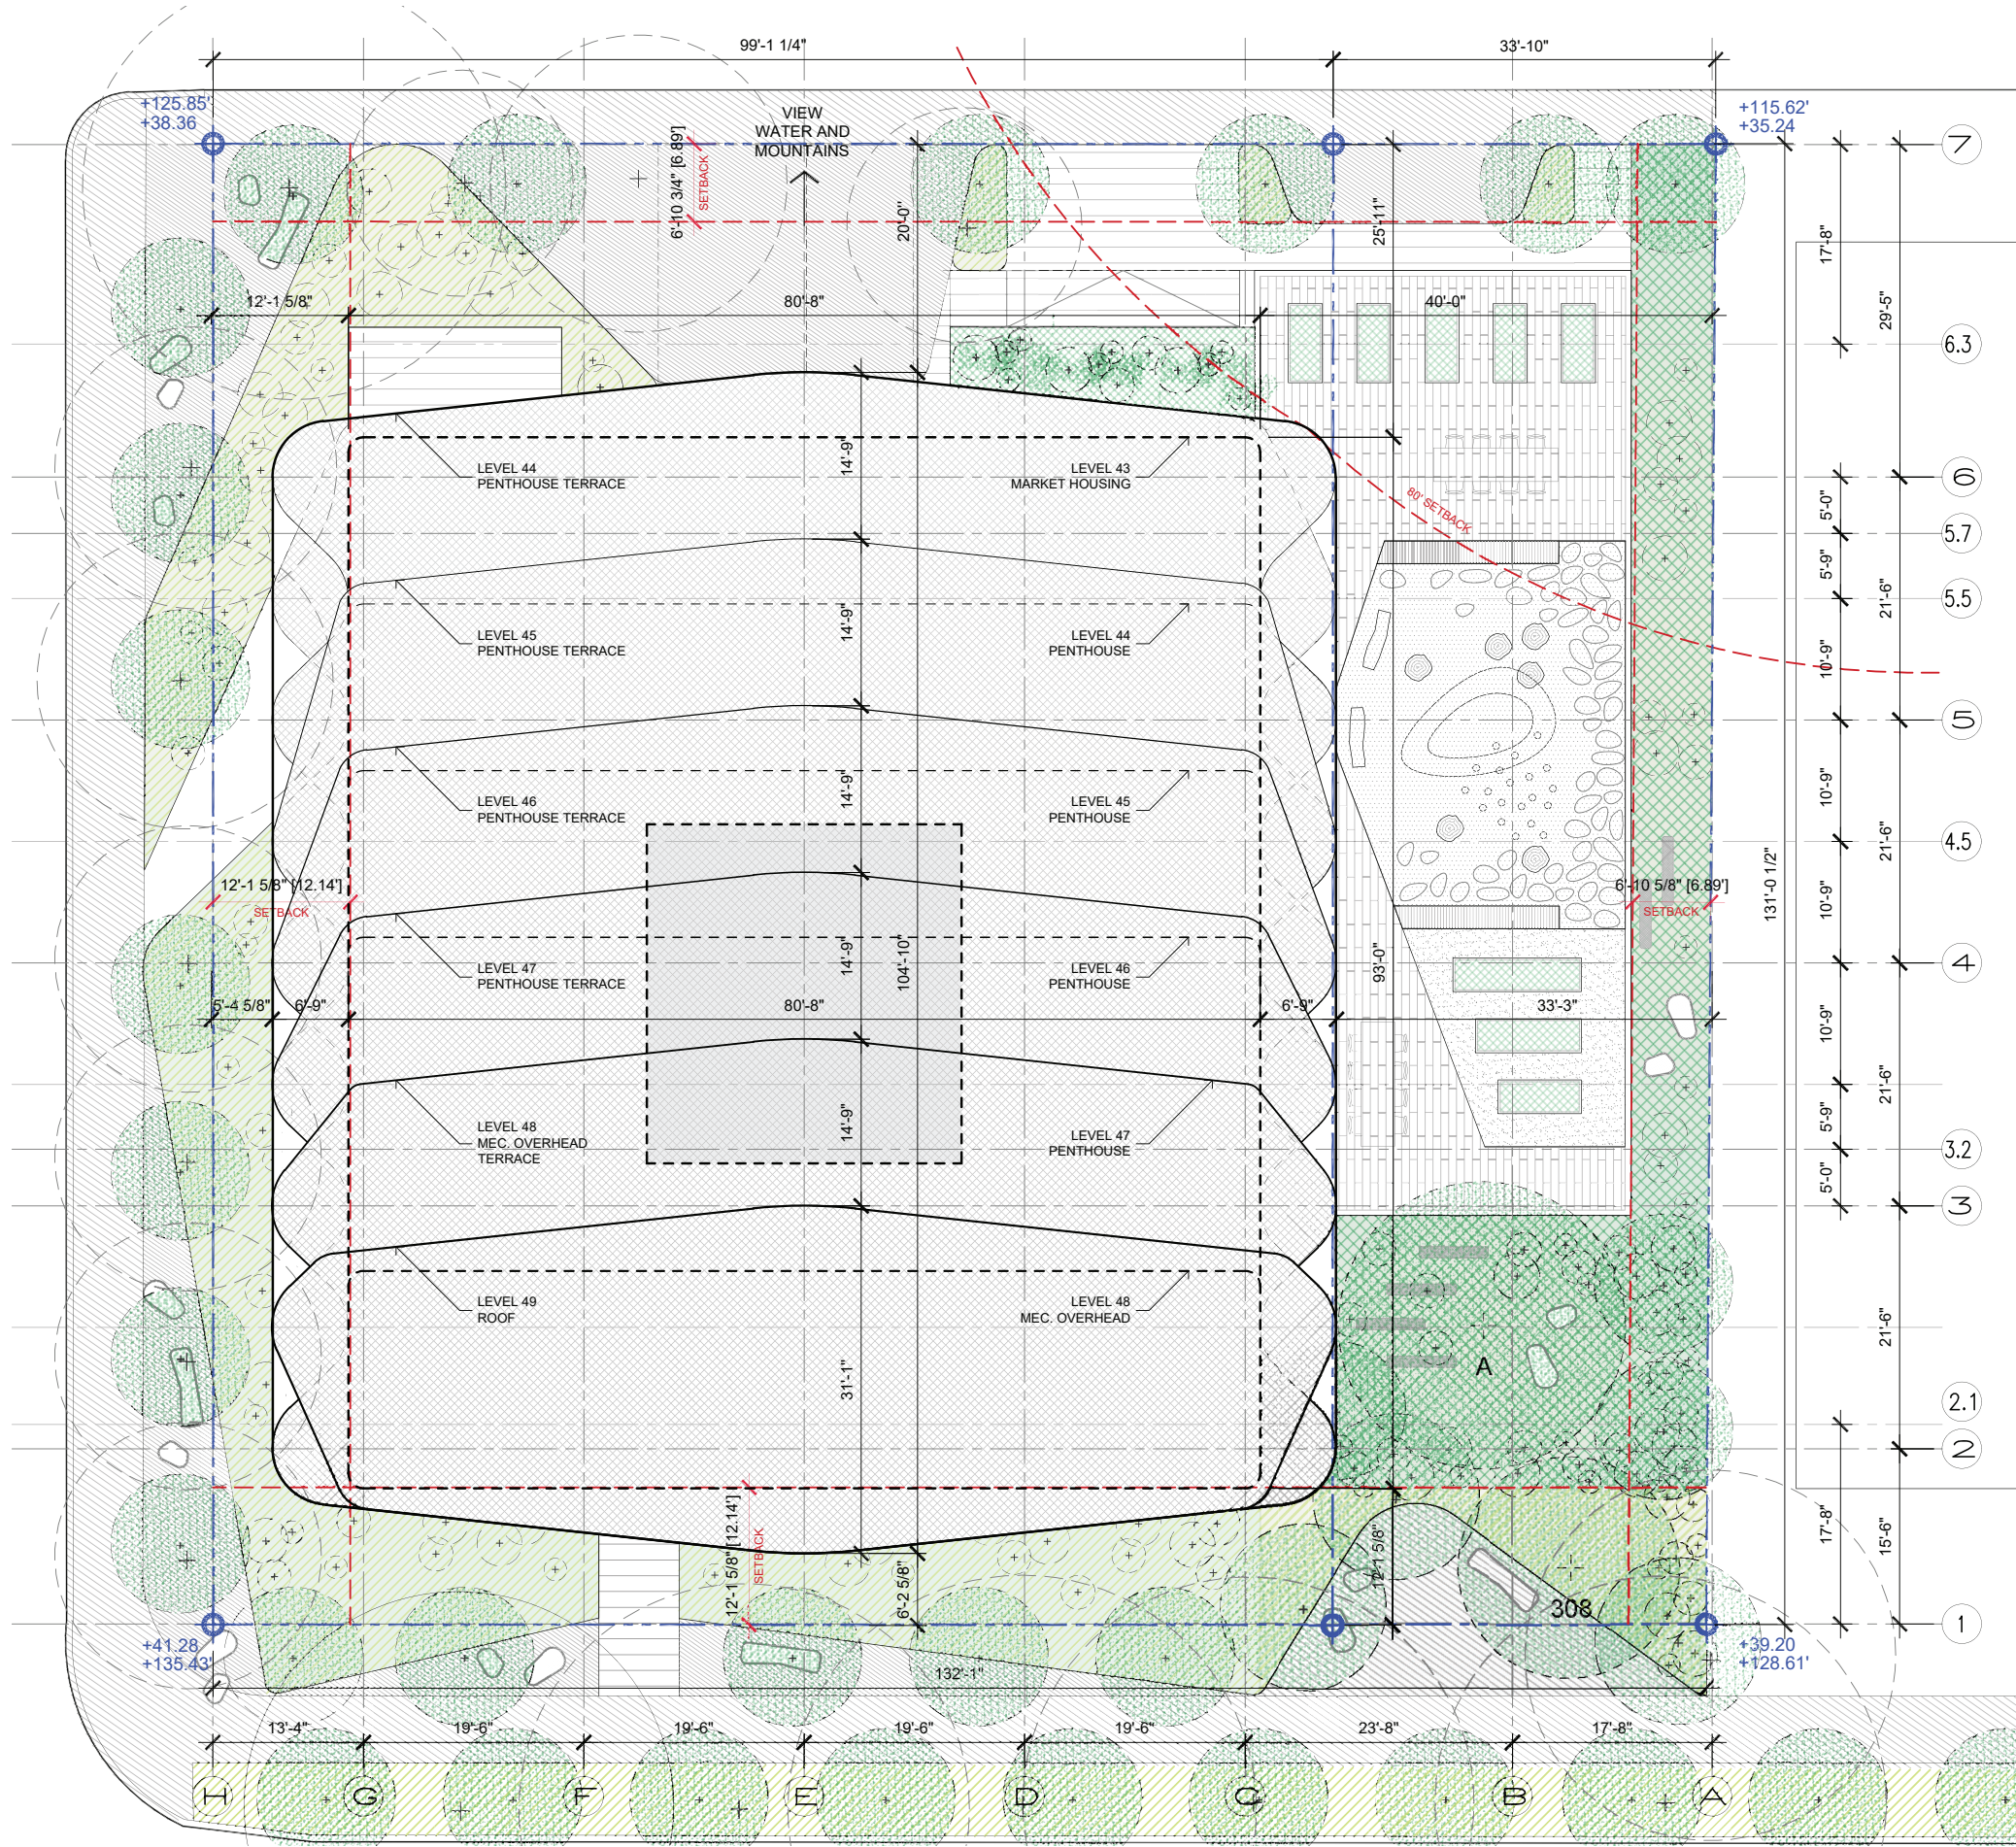 99'-1 1/4"
33'-10"
+125.85'
+38.36
VIEW
WATER AND
MOUNTAINS
+115.62'
+35.24
7
6'-10 3/4" [6.89']
SETBACK
20'-0"
25'-11"
17'-8"
29'-5"
12'-1 5/8"
80'-8"
40'-0"
6.3
LEVEL 44
PENTHOUSE TERRACE
14'-9"
LEVEL 43
MARKET HOUSING
80' SETBACK
6
5'-0"
5.7
5'-9"
5.5
21'-6"
LEVEL 45
PENTHOUSE TERRACE
14'-9"
LEVEL 44
PENTHOUSE
10'-9"
5
LEVEL 46
PENTHOUSE TERRACE
14'-9"
LEVEL 45
PENTHOUSE
10'-9"
21'-6"
4.5
12'-1 5/8" [12.14']
SETBACK
6'-10 5/8" [6.89']
SETBACK
131'-0 1/2"
10'-9"
LEVEL 47
PENTHOUSE TERRACE
14'-9"
104'-10"
LEVEL 46
PENTHOUSE
93'-0"
4
5'-4 5/8"
6'-9"
80'-8"
6'-9"
33'-3"
10'-9"
21'-6"
LEVEL 48
MEC. OVERHEAD
TERRACE
14'-9"
LEVEL 47
PENTHOUSE
5'-9"
3.2
5'-0"
3
LEVEL 49
ROOF
31'-1"
LEVEL 48
MEC. OVERHEAD
A
21'-6"
2.1
2
12'-1 5/8" [12.14']
SETBACK
6'-2 5/8"
12'-1 5/8"
17'-8"
15'-6"
308
1
+41.28
+135.43'
+39.20
+128.61'
132'-1"
13'-4"
19'-6"
19'-6"
19'-6"
19'-6"
23'-8"
17'-8"
H
G
F
E
D
C
B
A